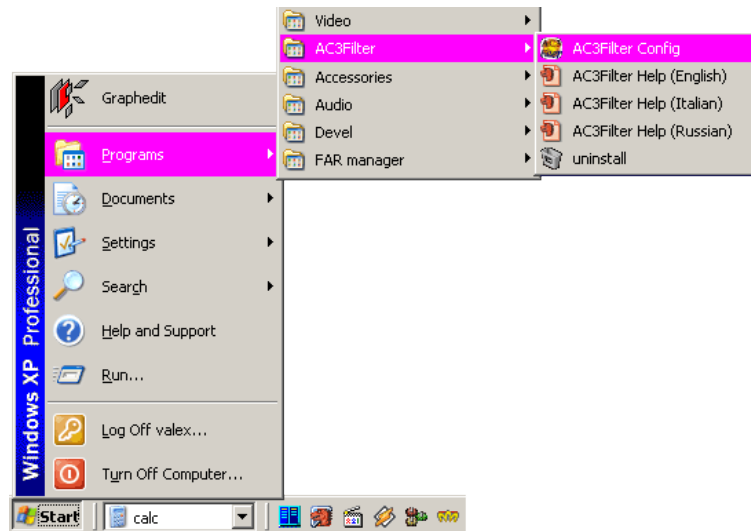 Video
AC3Filter
Accessories
Audio
Devel
FAR manager
AC3Filter Config
AC3Filter Help (English)
AC3Filter Help (Italian)
AC3Filter Help (Russian)
uninstall
Graphedit
Programs
Documents
Settings
Search
Help and Support
Run...
Log Off valex...
Turn Off Computer...
Windows XP Professional
Start
calc